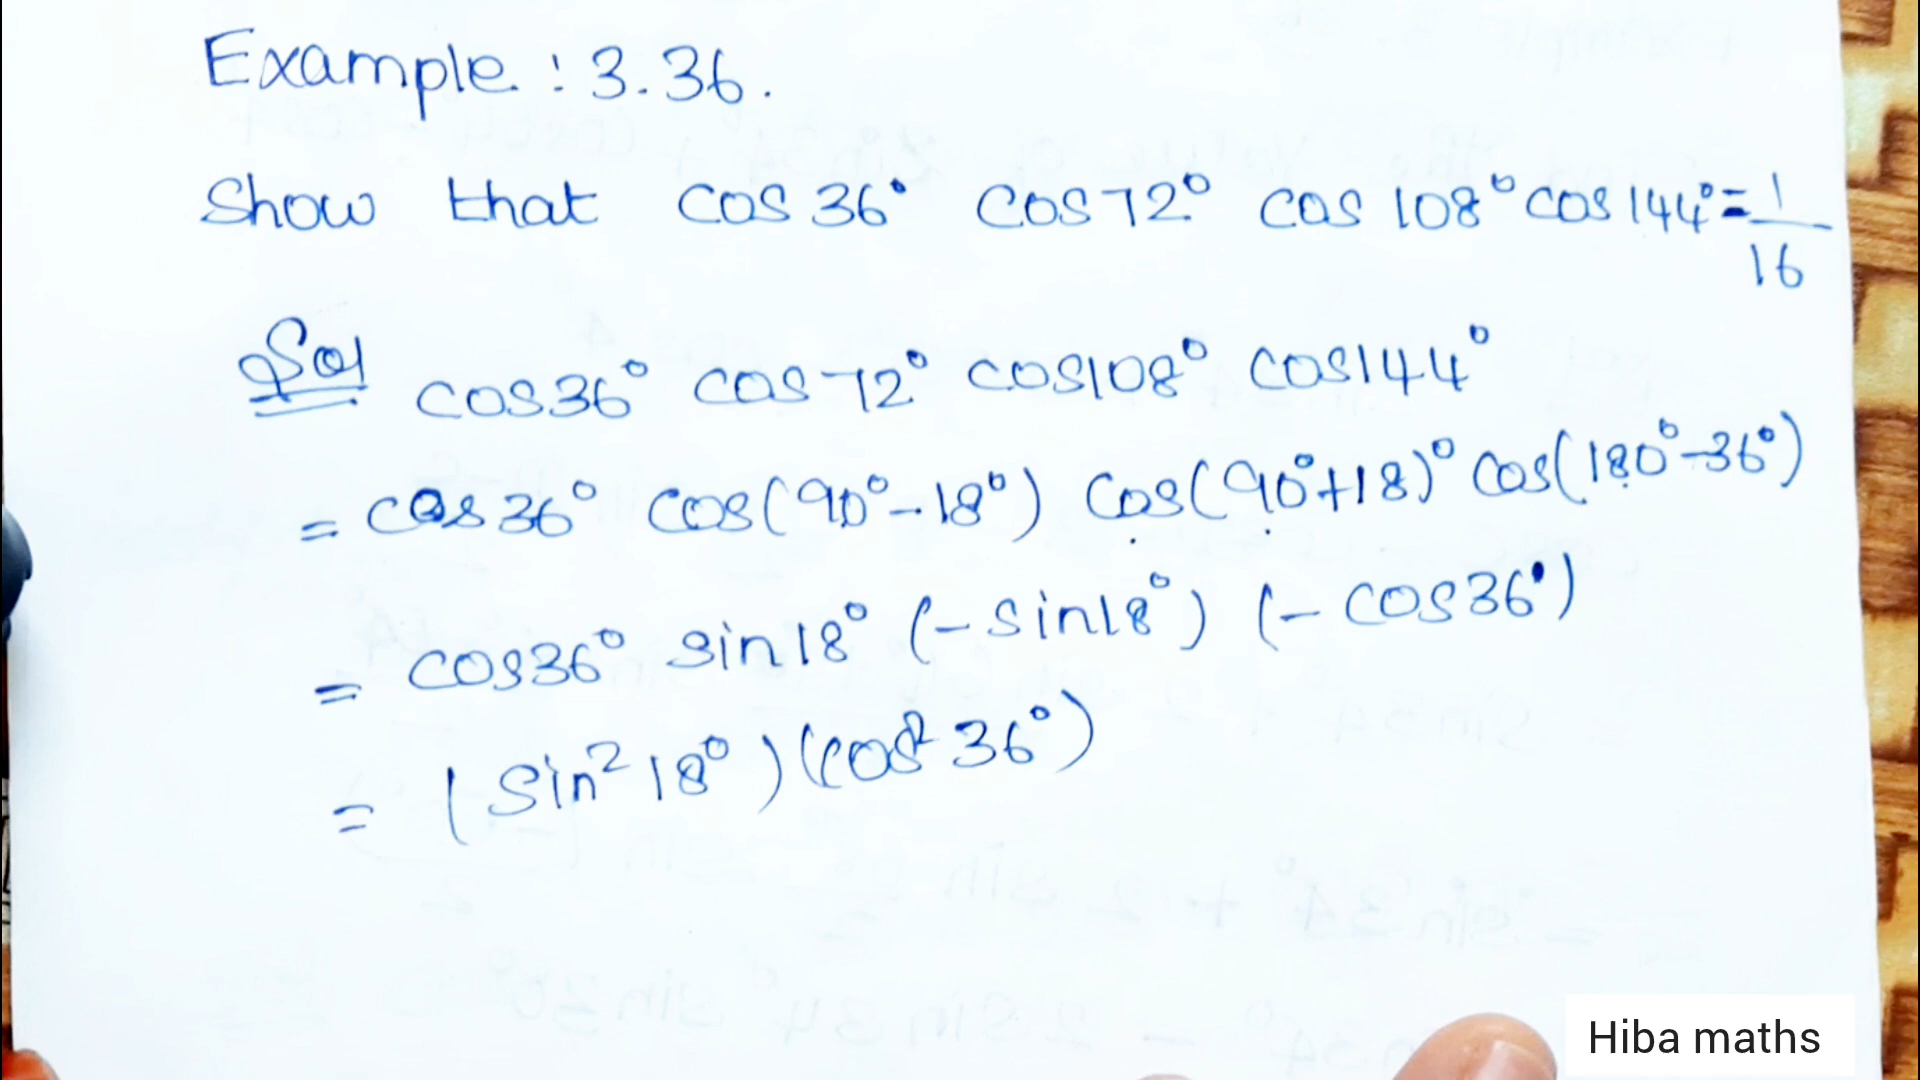 Example : 3.36.
Show that cos 36° cos 72° cos 108° cos 144° = 1/16
Sol
cos 36° cos 72° cos 108° cos 144°
= cos 36° cos(90° - 18°) cos(90° + 18)° cos(180° - 36°)
= cos 36° sin 18° (- sin 18°) (- cos 36°)
= (sin² 18°) (cos² 36°)
Hiba maths